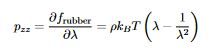 p_{zz} = \frac{\partial f_{\text{rubber}}}{\partial \lambda} = \rho k_B T \left( \lambda - \frac{1}{\lambda^2} \right)